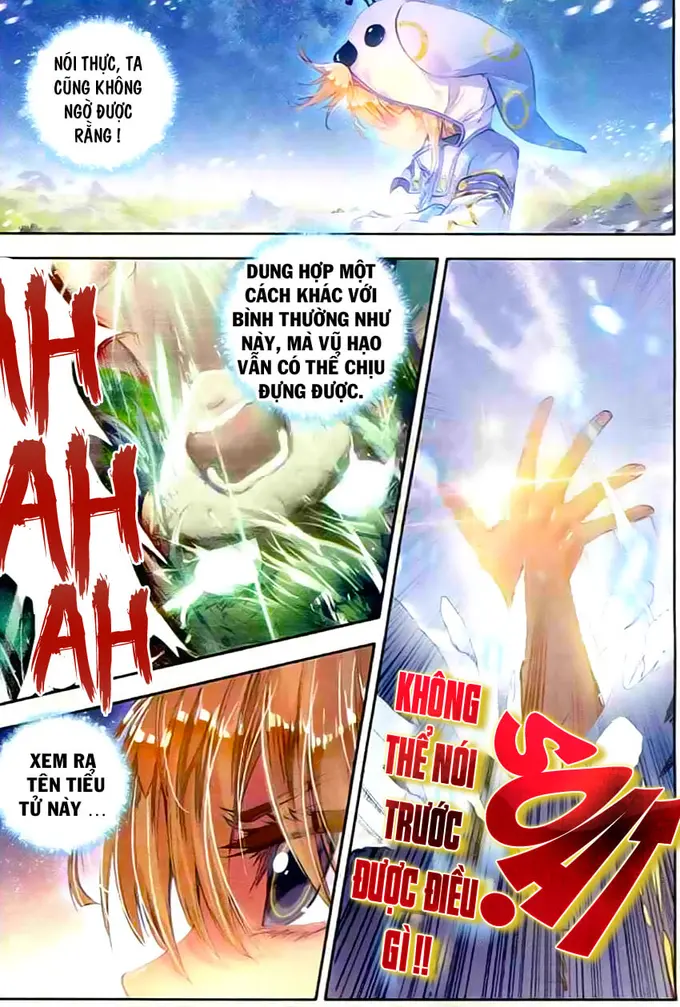 NÓI THỰC, TA
CŨNG KHÔNG
NGỜ ĐƯỢC
RẰNG !
DUNG HỢP MỘT
CÁCH KHÁC VỚI
BÌNH THƯỜNG NHƯ
NÀY, MÀ VŨ HẠO
VẪN CÓ THỂ CHỊU
ĐỰNG ĐƯỢC.
AH
AH
AH
AH
XEM RA
TÊN TIỂU
TỬ NÀY ...
KHÔNG
THỂ NÓI
TRƯỚC
ĐƯỢC ĐIỀU
GÌ !!
SOẠT